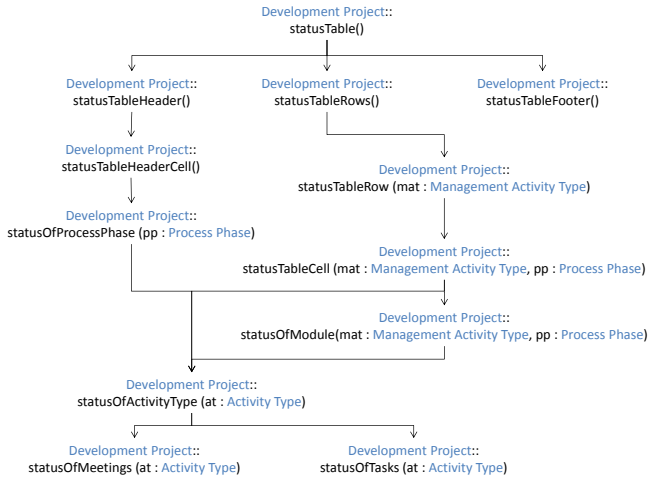 Development Project::
statusTable()
Development Project::
statusTableHeader()
Development Project::
statusTableRows()
Development Project::
statusTableFooter()
Development Project::
statusTableHeaderCell()
Development Project::
statusTableRow (mat : Management Activity Type)
Development Project::
statusOfProcessPhase (pp : Process Phase)
Development Project::
statusTableCell (mat : Management Activity Type, pp : Process Phase)
Development Project::
statusOfModule(mat : Management Activity Type, pp : Process Phase)
Development Project::
statusOfActivityType (at : Activity Type)
Development Project::
statusOfMeetings (at : Activity Type)
Development Project::
statusOfTasks (at : Activity Type)